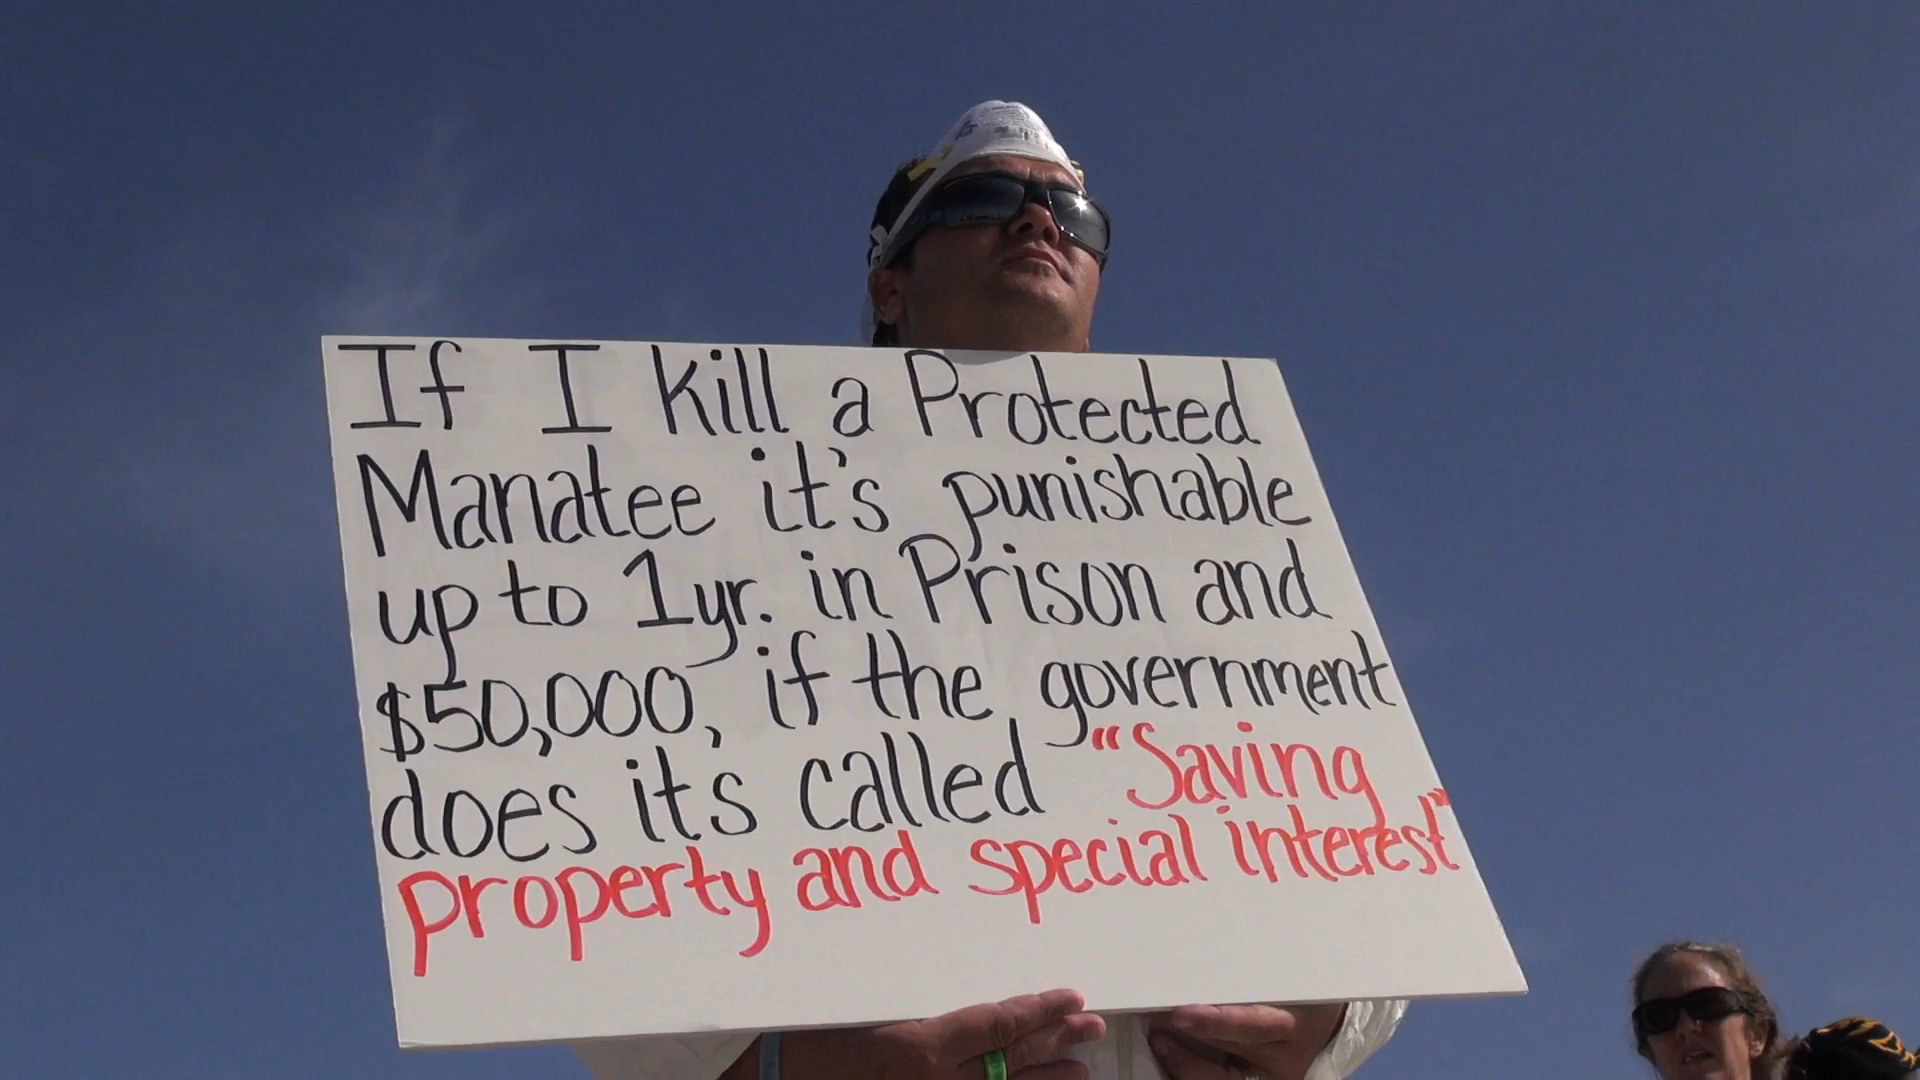 If I kill a Protected
Manatee it's punishable
up to 1yr. in Prison and
$50,000, if the government
does it's called "Saving
property and special interest"